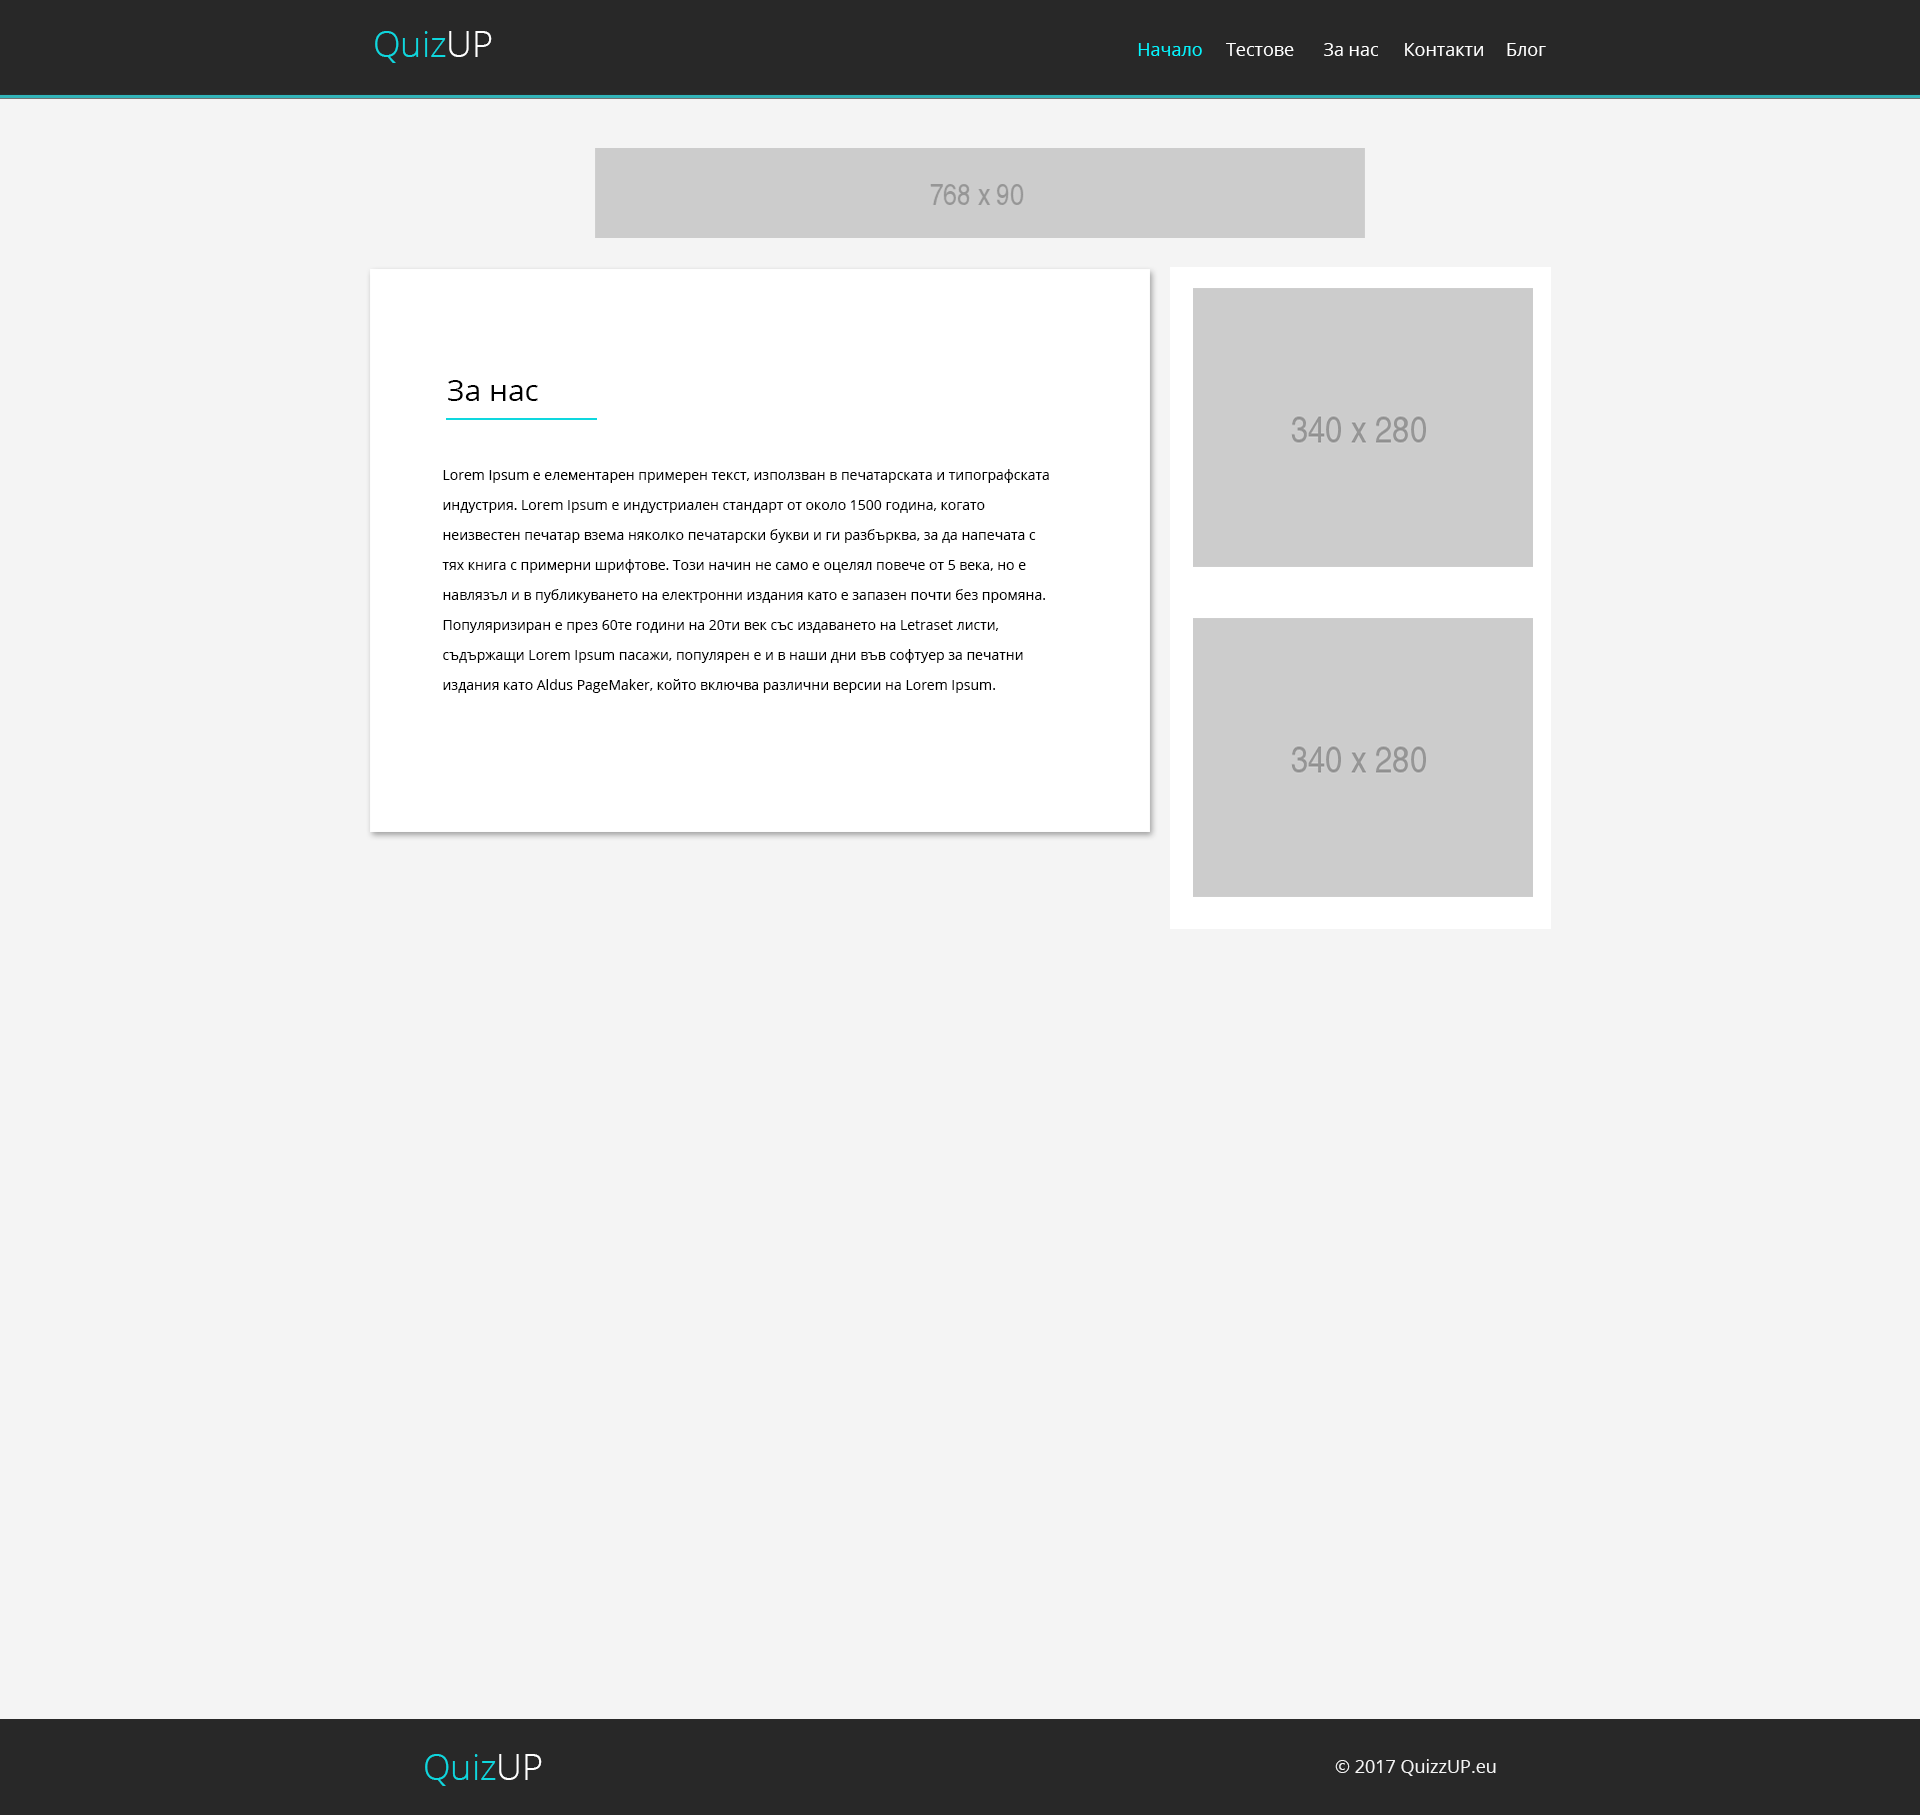 QuizUP
Начало Тестове За нас Контакти Блог
768 x 90
За нас
Lorem Ipsum е елементарен примерен текст, използван в печатарската и типографската
индустрия. Lorem Ipsum е индустриален стандарт от около 1500 година, когато
неизвестен печатар взема няколко печатарски букви и ги разбърква, за да напечата с
тях книга с примерни шрифтове. Този начин не само е оцелял повече от 5 века, но е
навлязъл и в публикуването на електронни издания като е запазен почти без промяна.
Популяризиран е през 60те години на 20ти век със издаването на Letraset листи,
съдържащи Lorem Ipsum пасажи, популярен е и в наши дни във софтуер за печатни
издания като Aldus PageMaker, който включва различни версии на Lorem Ipsum.
340 x 280
340 x 280
QuizUP
© 2017 QuizzUP.eu